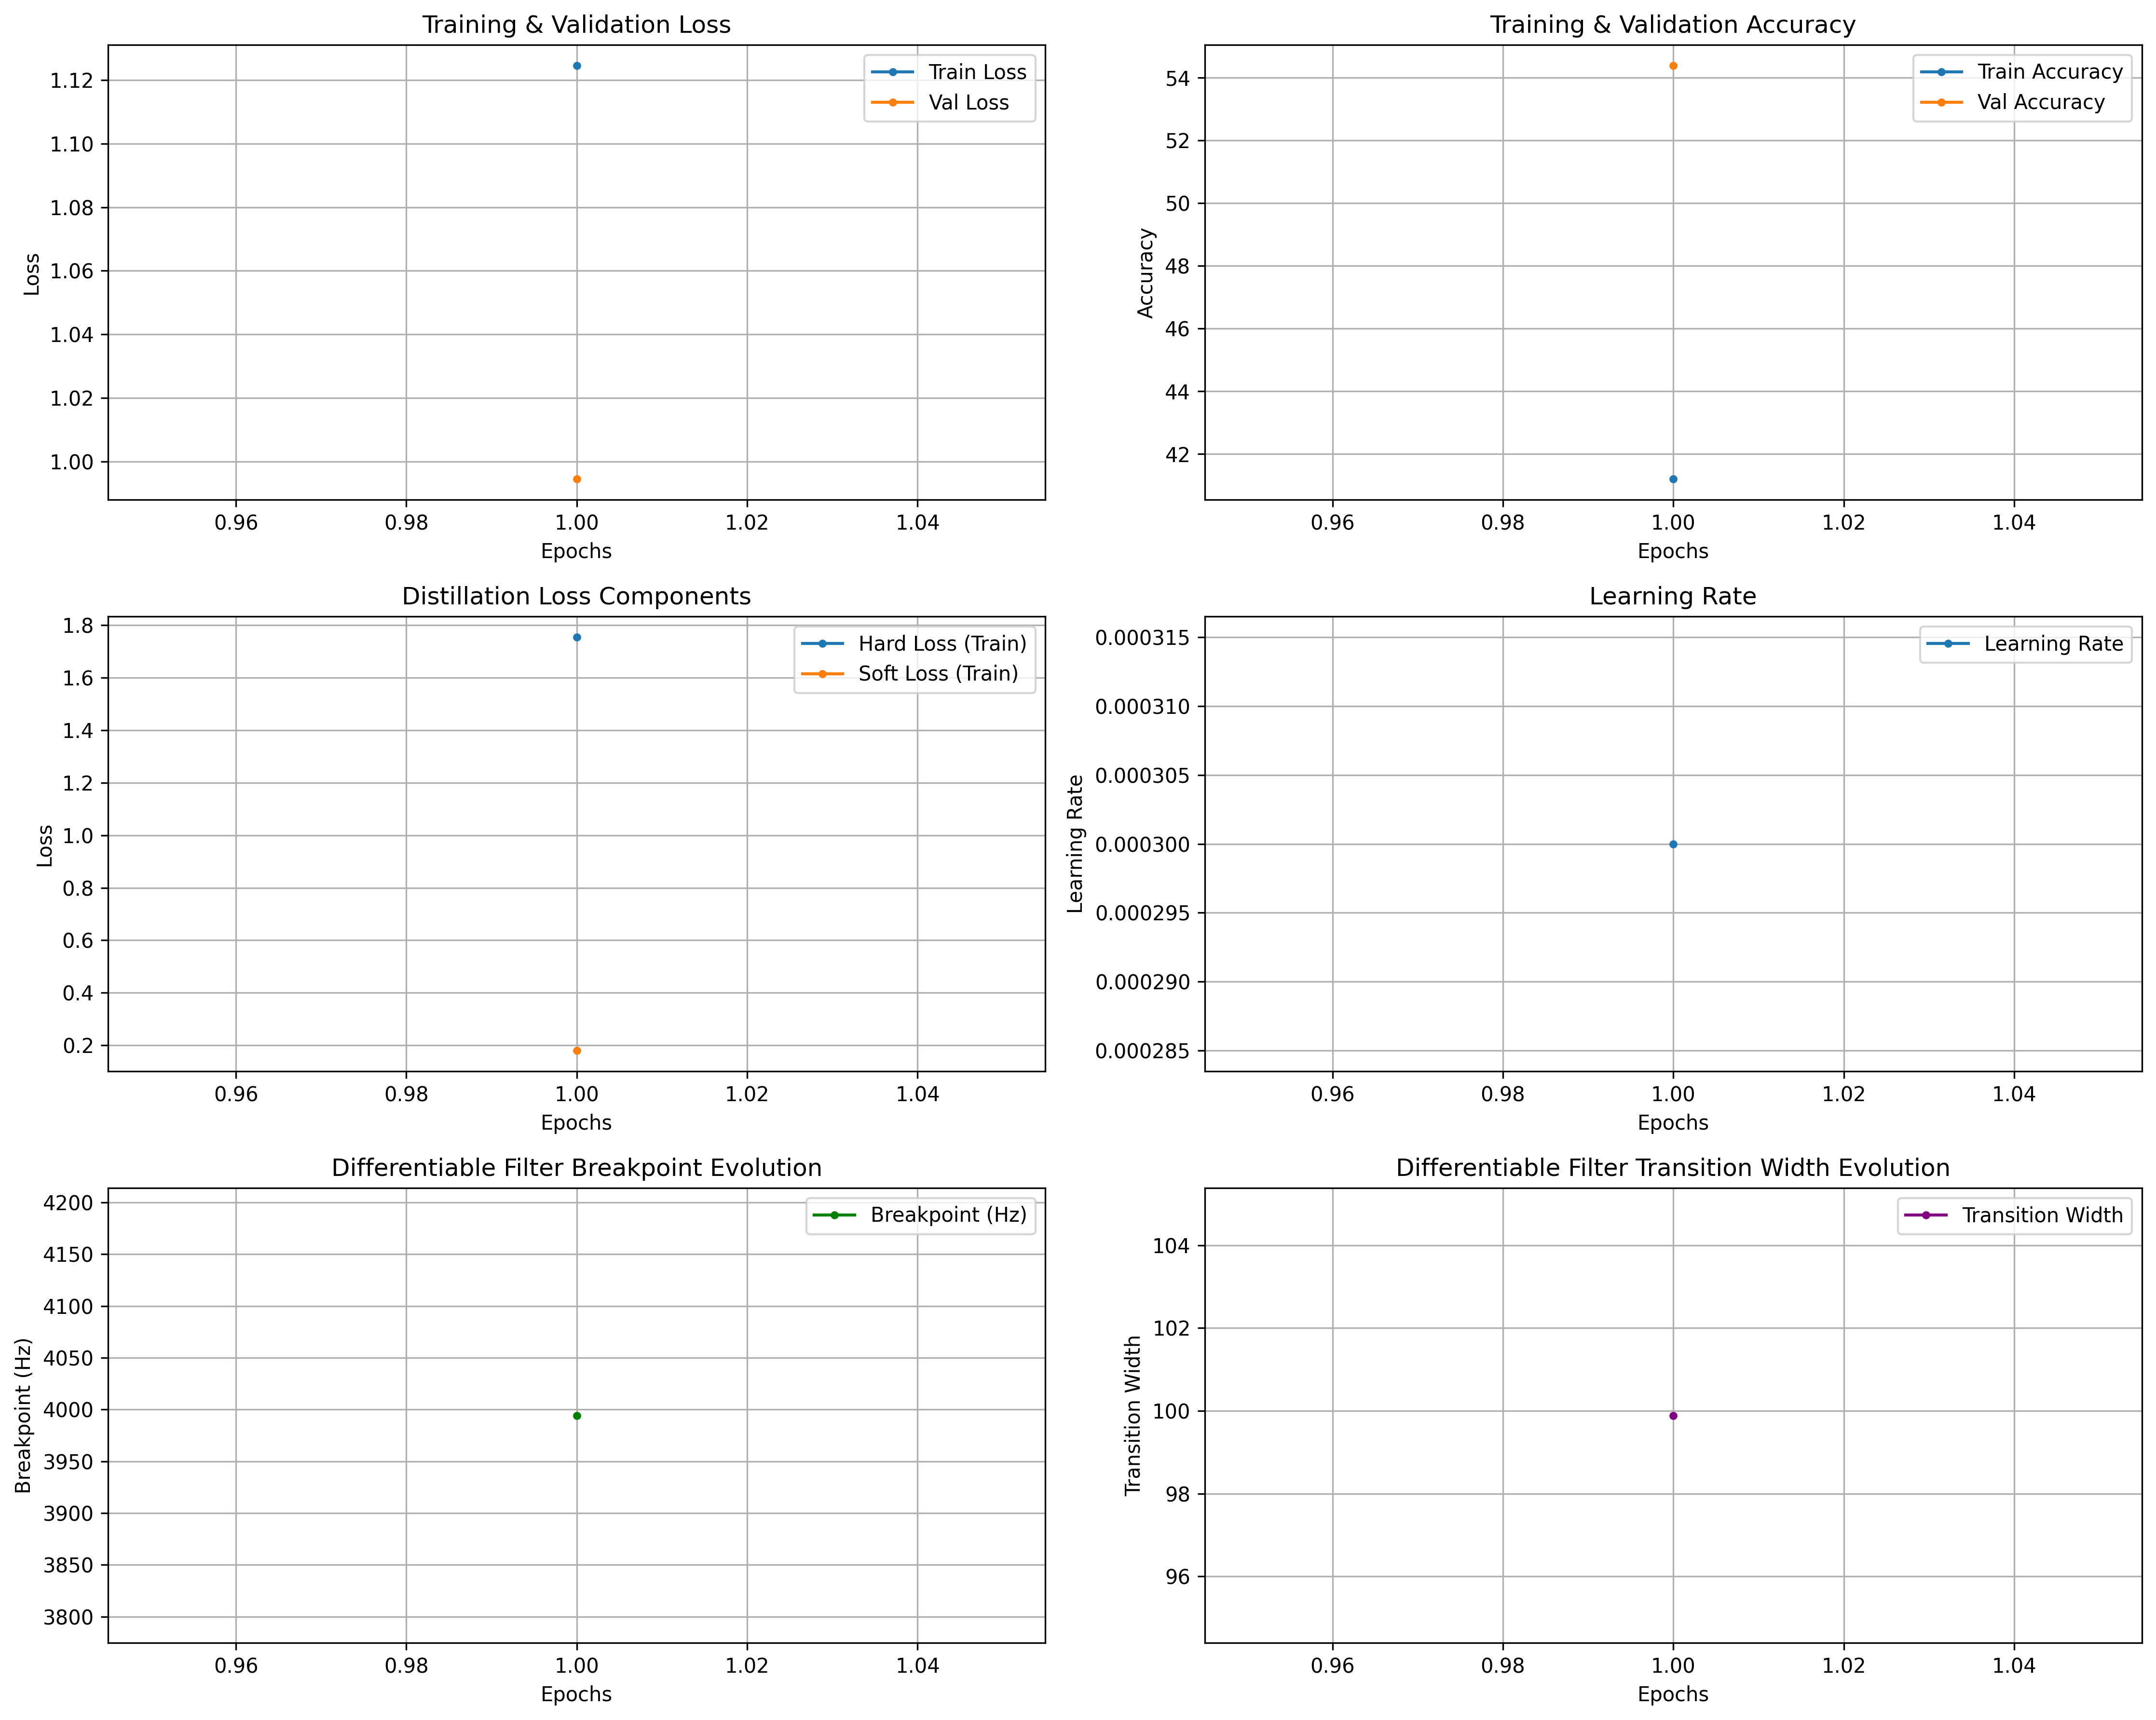 Training & Validation Loss
1.12
1.10
1.08
1.06
1.04
1.02
1.00
Loss
Train Loss
Val Loss
0.96 0.98 1.00 1.02 1.04
Epochs
Training & Validation Accuracy
54
52
50
48
46
44
42
Accuracy
Train Accuracy
Val Accuracy
0.96 0.98 1.00 1.02 1.04
Epochs
Distillation Loss Components
1.8
1.6
1.4
1.2
1.0
0.8
0.6
0.4
0.2
Loss
Hard Loss (Train)
Soft Loss (Train)
0.96 0.98 1.00 1.02 1.04
Epochs
Learning Rate
0.000315
0.000310
0.000305
0.000300
0.000295
0.000290
0.000285
Learning Rate
Learning Rate
0.96 0.98 1.00 1.02 1.04
Epochs
Differentiable Filter Breakpoint Evolution
4200
4150
4100
4050
4000
3950
3900
3850
3800
Breakpoint (Hz)
Breakpoint (Hz)
0.96 0.98 1.00 1.02 1.04
Epochs
Differentiable Filter Transition Width Evolution
104
102
100
98
96
Transition Width
Transition Width
0.96 0.98 1.00 1.02 1.04
Epochs